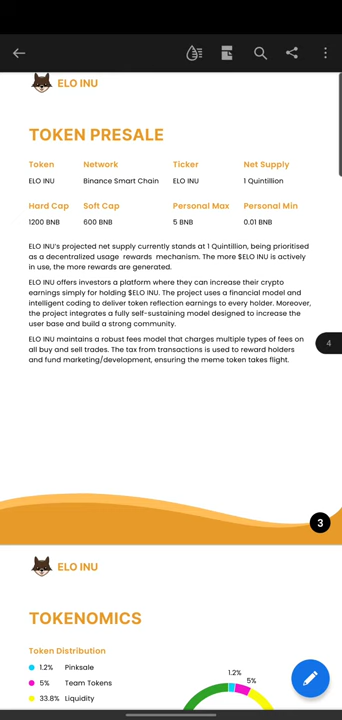 ELO INU
TOKEN PRESALE
Token Network Ticker Net Supply
ELO INU Binance Smart Chain ELO INU 1 Quintillion
Hard Cap Soft Cap Personal Max Personal Min
1200 BNB 600 BNB 5 BNB 0.01 BNB
ELO INU's projected net supply currently stands at 1 Quintillion, being prioritised
as a decentralized usage rewards mechanism. The more $ELO INU is actively
in use, the more rewards are generated.
ELO INU offers investors a platform where they can increase their crypto
earnings simply for holding $ELO INU. The project uses a financial model and
intelligent coding to deliver token reflection earnings to every holder. Moreover,
the project integrates a fully self-sustaining model designed to increase the
user base and build a strong community.
ELO INU maintains a robust fees model that charges multiple types of fees on
all buy and sell trades. The tax from transactions is used to reward holders
and fund marketing/development, ensuring the meme token takes flight.
4
3
ELO INU
TOKENOMICS
Token Distribution
1.2% Pinksale
5% Team Tokens
33.8% Liquidity
1.2%
5%